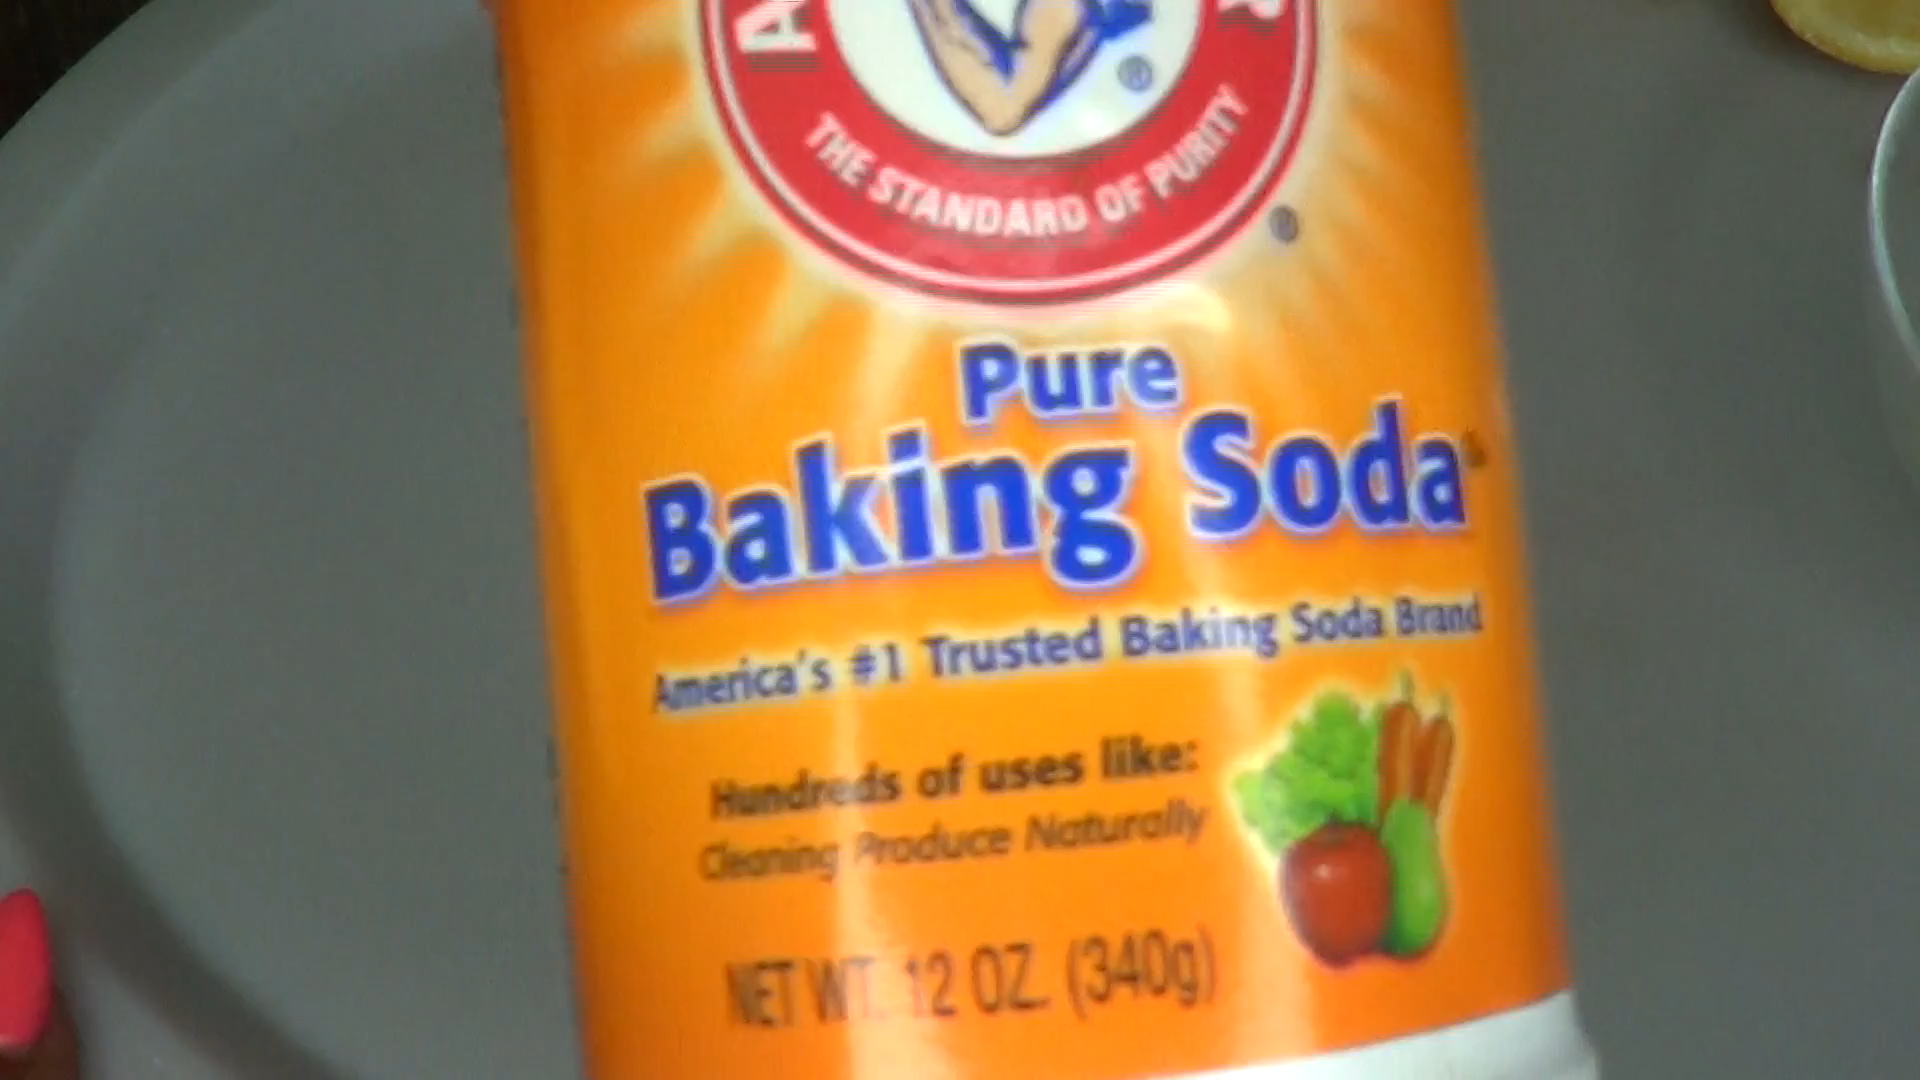 THE STANDARD OF PURITY
Pure
Baking Soda
America's #1 Trusted Baking Soda Brand
Hundreds of uses like:
Cleaning Produce Naturally
NET WT. 12 OZ. (340g)